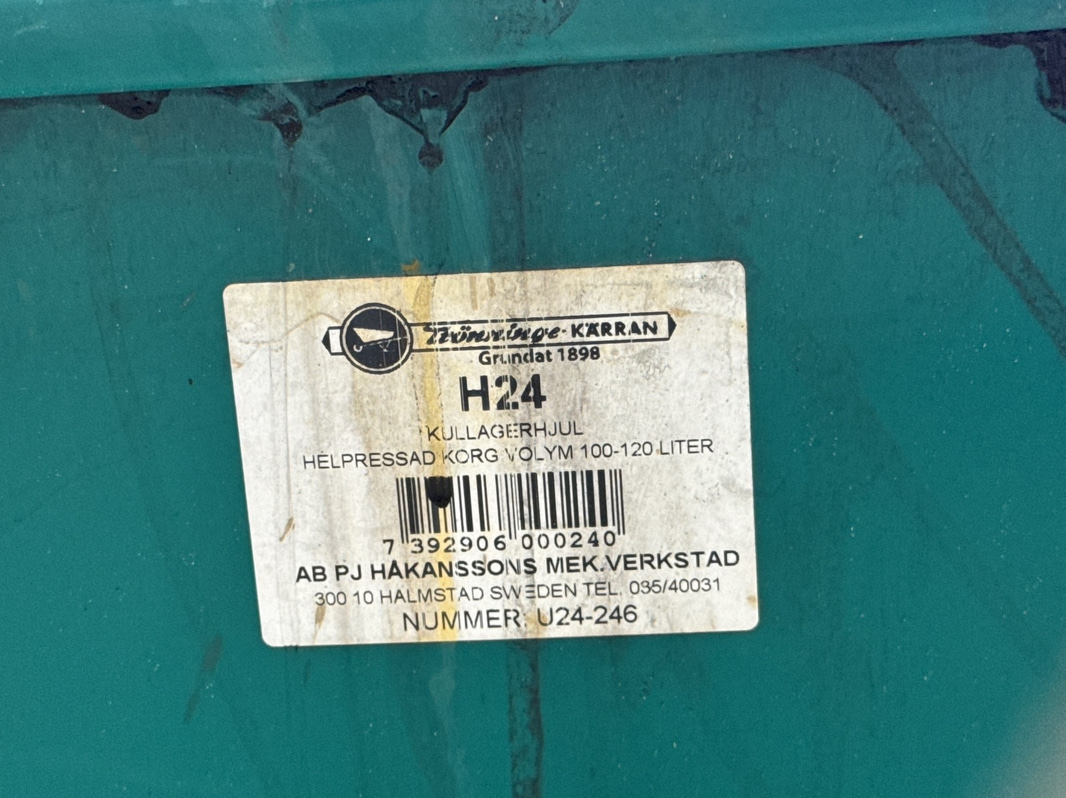 Trönninge-KÄRRAN
Grundat 1898
H24
KULLAGERHJUL
HELPRESSAD KORG VOLYM 100-120 LITER
7 392906 000240
AB PJ HÅKANSSONS MEK.VERKSTAD
300 10 HALMSTAD SWEDEN TEL. 035/40031
NUMMER: U24-246